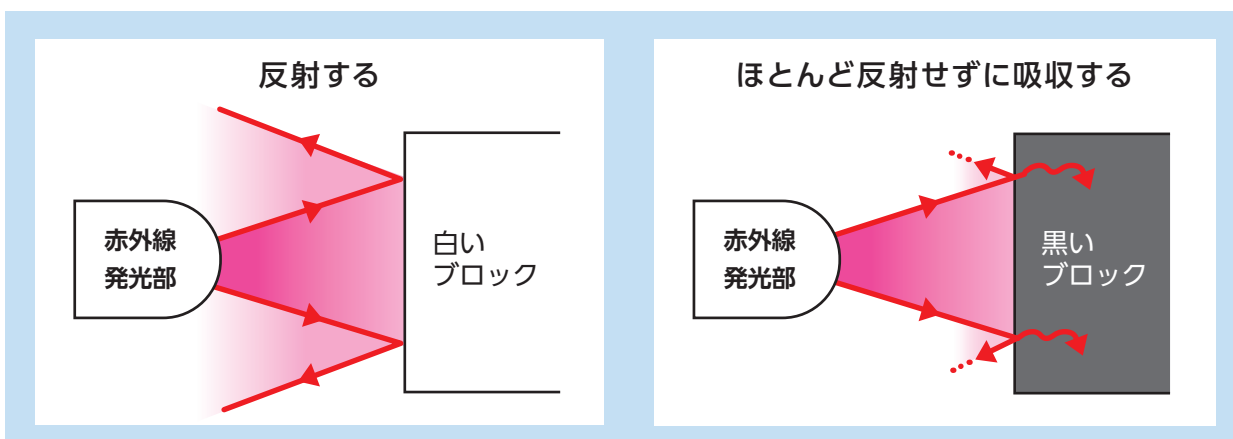 反射する
赤外線
発光部
白い
ブロック
ほとんど反射せずに吸収する
赤外線
発光部
黒い
ブロック